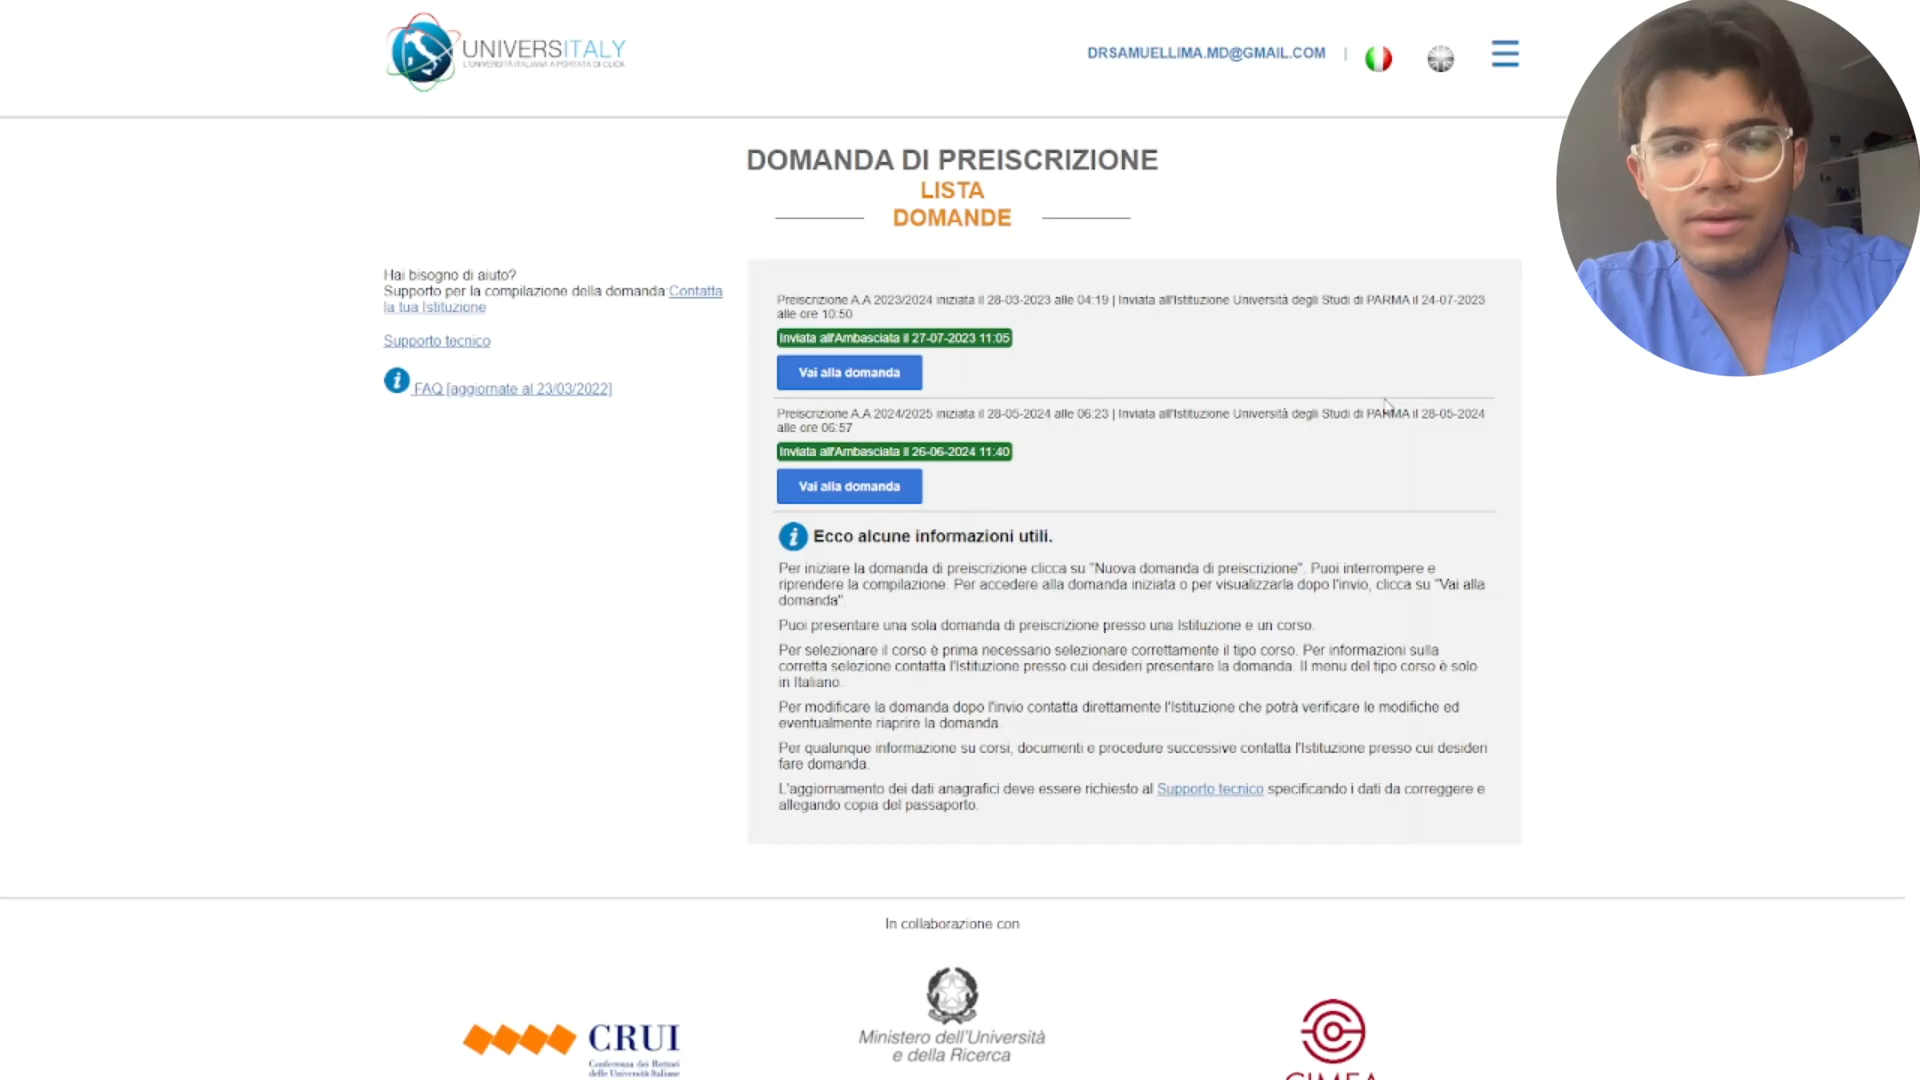 UNIVERSITALY
L'UNIVERSITÀ ITALIANA A PORTATA DI CLICK
DRSAMUELLIMA.MD@GMAIL.COM |
DOMANDA DI PREISCRIZIONE
LISTA
DOMANDE
Hai bisogno di aiuto?
Supporto per la compilazione della domanda:Contatta
la tua Istituzione
Supporto tecnico
FAQ [aggiornate al 23/03/2022]
Preiscrizione A.A 2023/2024 iniziata il 28-03-2023 alle 04:19 | Inviata all'Istituzione Università degli Studi di PARMA il 24-07-2023
alle ore 10:50
Inviata all'Ambasciata il 27-07-2023 11:05
Vai alla domanda
Preiscrizione A.A 2024/2025 iniziata il 28-05-2024 alle 06:23 | Inviata all'Istituzione Università degli Studi di PARMA il 28-05-2024
alle ore 06:57
Inviata all'Ambasciata il 26-06-2024 11:40
Vai alla domanda
Ecco alcune informazioni utili.
Per iniziare la domanda di preiscrizione clicca su "Nuova domanda di preiscrizione". Puoi interrompere e
riprendere la compilazione. Per accedere alla domanda iniziata o per visualizzarla dopo l'invio, clicca su "Vai alla
domanda".
Puoi presentare una sola domanda di preiscrizione presso una Istituzione e un corso.
Per selezionare il corso è prima necessario selezionare correttamente il tipo corso. Per informazioni sulla
corretta selezione contatta l'Istituzione presso cui desideri presentare la domanda. Il menu del tipo corso è solo
in Italiano.
Per modificare la domanda dopo l'invio contatta direttamente l'Istituzione che potrà verificare le modifiche ed
eventualmente riaprire la domanda.
Per qualunque informazione su corsi, documenti e procedure successive contatta l'Istituzione presso cui desideri
fare domanda.
L'aggiornamento dei dati anagrafici deve essere richiesto al Supporto tecnico specificando i dati da correggere e
allegando copia del passaporto.
In collaborazione con
CRUI
Conferenza dei Rettori
delle Università Italiane
Ministero dell'Università
e della Ricerca
CIMEA